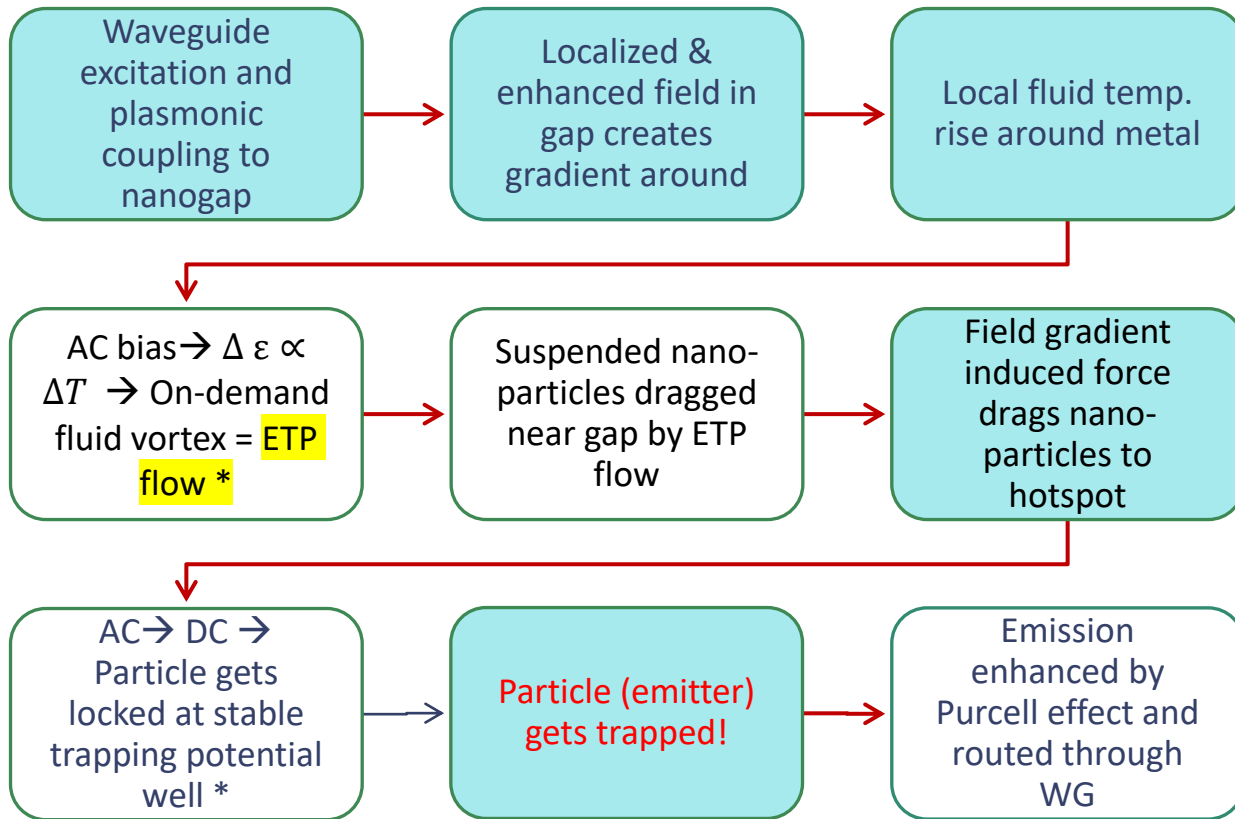 Waveguide
excitation and
plasmonic
coupling to
nanogap
Localized &
enhanced field in
gap creates
gradient around
Local fluid temp.
rise around metal
AC bias→ Δ ε ∝
Δ𝑇 → On-demand
fluid vortex = ETP
flow *
Suspended nano-
particles dragged
near gap by ETP
flow
Field gradient
induced force
drags nano-
particles to
hotspot
AC→ DC →
Particle gets
locked at stable
trapping potential
well *
Particle (emitter)
gets trapped!
Emission
enhanced by
Purcell effect and
routed through
WG